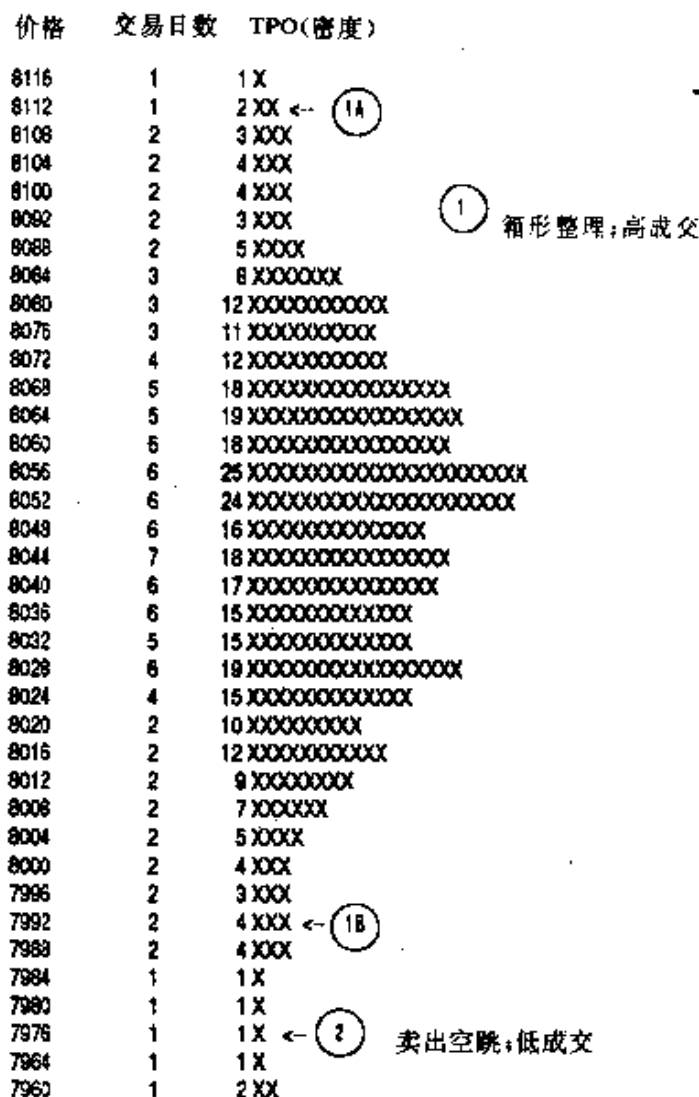 价格 交易日数 TPO(密度)
8116 1 1 X
8112 1 2 XX <-- 1A
8108 2 3 XXX
8104 2 4 XXX
8100 2 4 XXX
8092 2 3 XXX
① 箱形整理;高成交
8088 2 5 XXXX
8084 3 8 XXXXXXX
8080 3 12 XXXXXXXXXXX
8076 3 11 XXXXXXXXXX
8072 4 12 XXXXXXXXXXX
8068 5 18 XXXXXXXXXXXXXXXX
8064 5 19 XXXXXXXXXXXXXXXXX
8060 6 18 XXXXXXXXXXXXXXXX
8056 6 25 XXXXXXXXXXXXXXXXXXXXXX
8052 6 24 XXXXXXXXXXXXXXXXXXXXX
8048 6 16 XXXXXXXXXXXXXX
8044 7 18 XXXXXXXXXXXXXXXX
8040 6 17 XXXXXXXXXXXXXXX
8036 6 15 XXXXXXXXXXXXX
8032 5 15 XXXXXXXXXXXXX
8028 6 19 XXXXXXXXXXXXXXXXX
8024 4 15 XXXXXXXXXXXXX
8020 2 10 XXXXXXXXX
8016 2 12 XXXXXXXXXXX
8012 2 9 XXXXXXXX
8008 2 7 XXXXXX
8004 2 5 XXXX
8000 2 4 XXX
7996 2 3 XXX
7992 2 4 XXX <-- 1B
7988 2 4 XXX
7984 1 1 X
7980 1 1 X
7976 1 1 X <-- ② 卖出空跳;低成交
7964 1 1 X
7960 1 2 XX